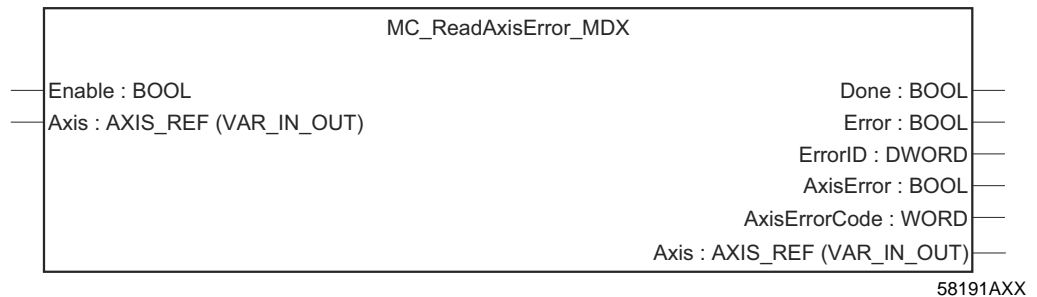 MC_ReadAxisError_MDX
Enable : BOOL
Done : BOOL
Axis : AXIS_REF (VAR_IN_OUT)
Error : BOOL
ErrorID : DWORD
AxisError : BOOL
AxisErrorCode : WORD
Axis : AXIS_REF (VAR_IN_OUT)
58191AXX